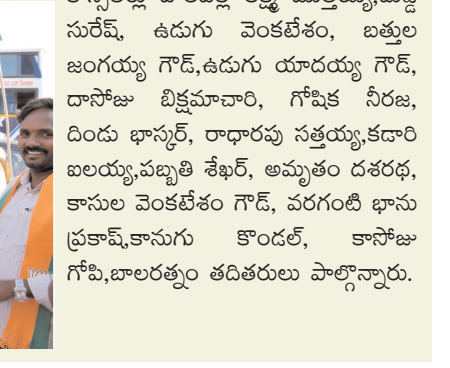 సురేష్, ఉడుగు వెంకటేశం, బత్తుల
జంగయ్య గౌడ్,ఉడుగు యాదయ్య గౌడ్,
దాసోజు బిక్షమాచారి, గోషిక నీరజ,
దిండు భాస్కర్, రాధారపు సత్తయ్య,కడారి
ఐలయ్య,పబ్బతి శేఖర్, అమృతం దశరథ,
కాసుల వెంకటేశం గౌడ్, వరగంటి భాను
ప్రకాష్,కానుగు కొండల్, కాసోజు
గోపి,బాలరత్నం తదితరులు పాల్గొన్నారు.